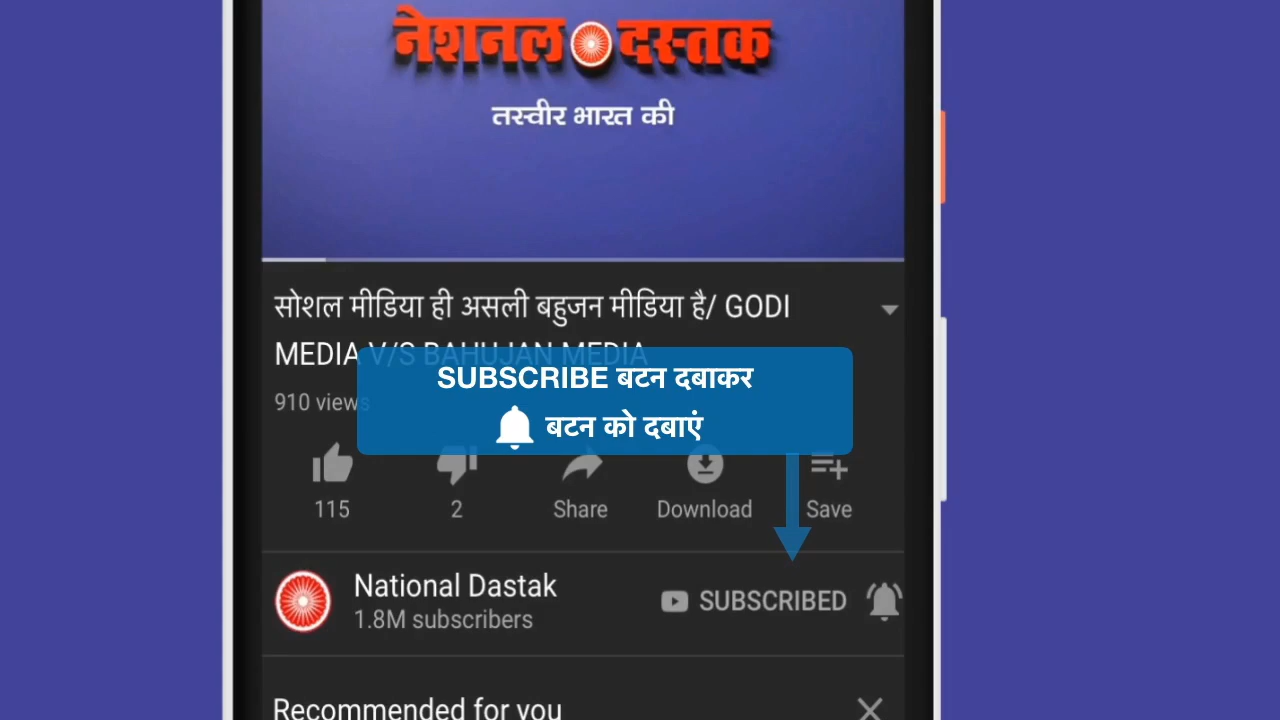 नेशनल दस्तक
तस्वीर भारत की
सोशल मीडिया ही असली बहुजन मीडिया है/ GODI
MEDIA V/S BAHUJAN MEDIA
910 views
SUBSCRIBE बटन दबाकर
बटन को दबाएं
115
2
Share
Download
Save
National Dastak
1.8M subscribers
SUBSCRIBED
Recommended for you